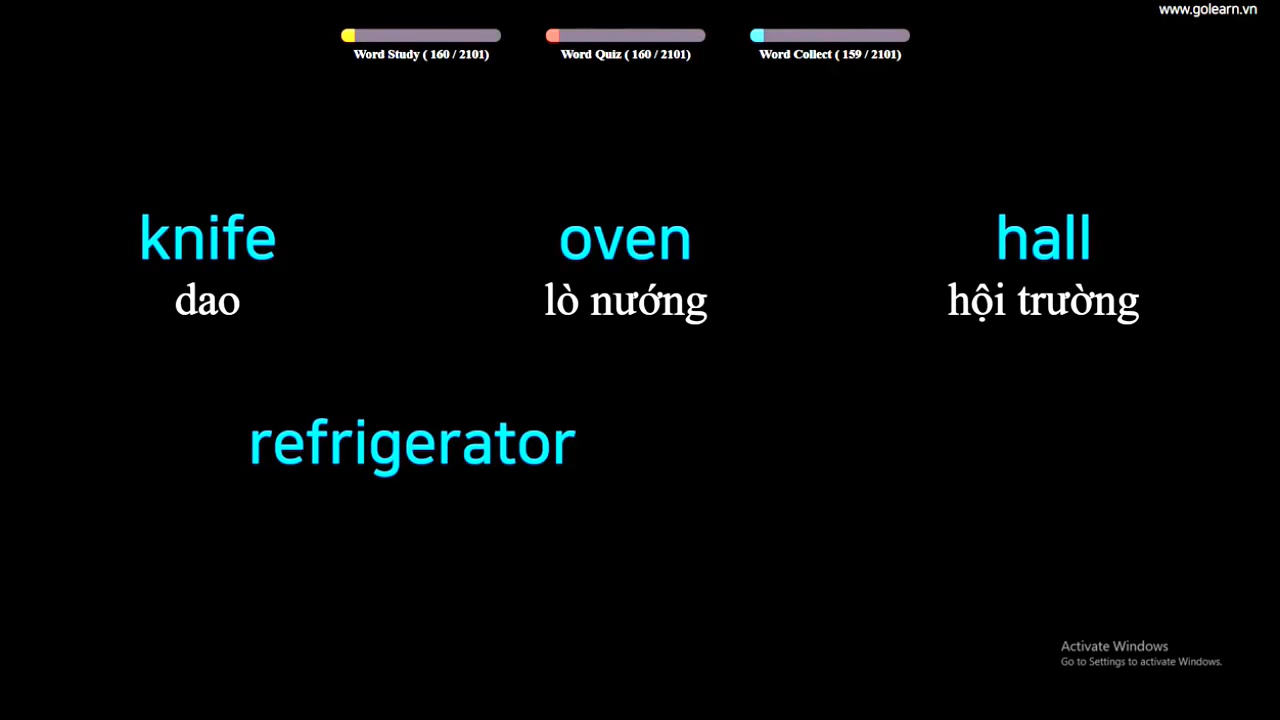 www.golearn.vn
Word Study ( 160 / 2101) Word Quiz ( 160 / 2101) Word Collect ( 159 / 2101)
knife oven hall
dao lò nướng hội trường
refrigerator
Activate Windows
Go to Settings to activate Windows.